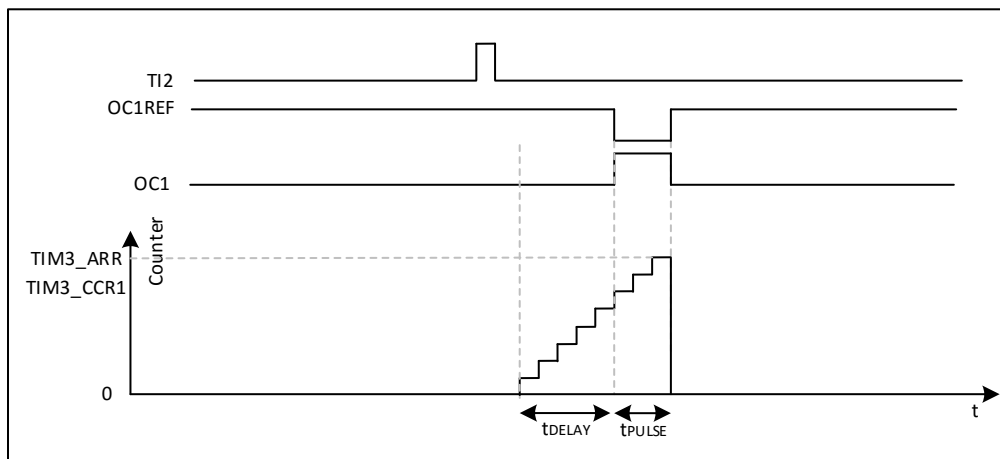 TI2
OC1REF
OC1
Counter
TIM3_ARR
TIM3_CCR1
0
t
tDELAY
tPULSE